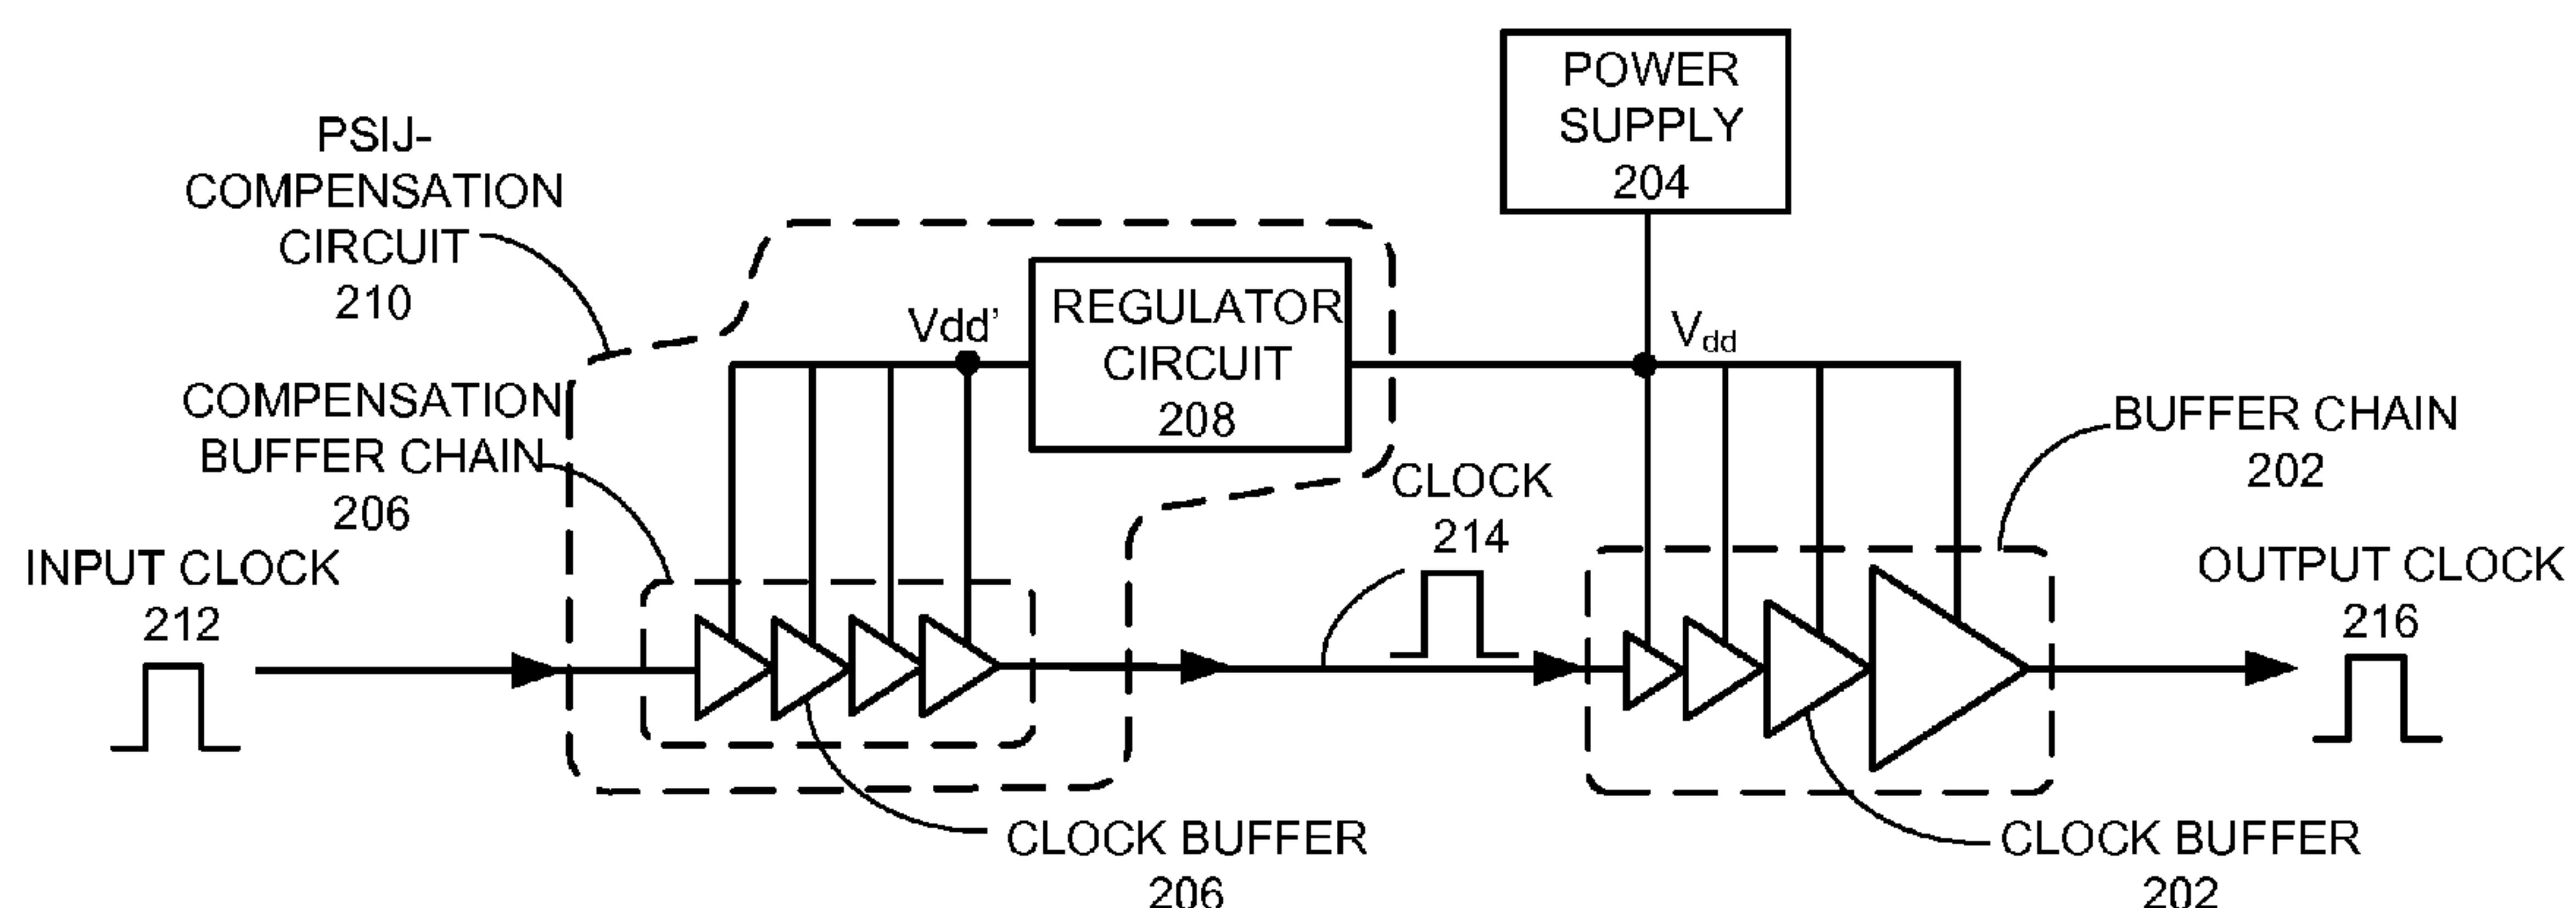 POWER
SUPPLY
204
PSIJ-
COMPENSATION
CIRCUIT
210
Vdd'
REGULATOR
CIRCUIT
208
Vdd
COMPENSATION
BUFFER CHAIN
206
BUFFER CHAIN
202
CLOCK
214
INPUT CLOCK
212
OUTPUT CLOCK
216
CLOCK BUFFER
206
CLOCK BUFFER
202